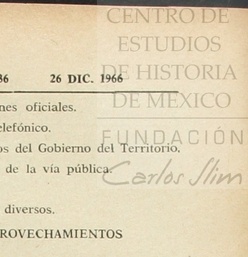 CENTRO DE
ESTUDIOS
DE HISTORIA
DE MÉXICO
FUNDACIÓN
Carlos Slim
36 26 DIC. 1966
nes oficiales.
elefónico.
os del Gobierno del Territorio.
de la vía pública.
diversos.
ROVECHAMIENTOS